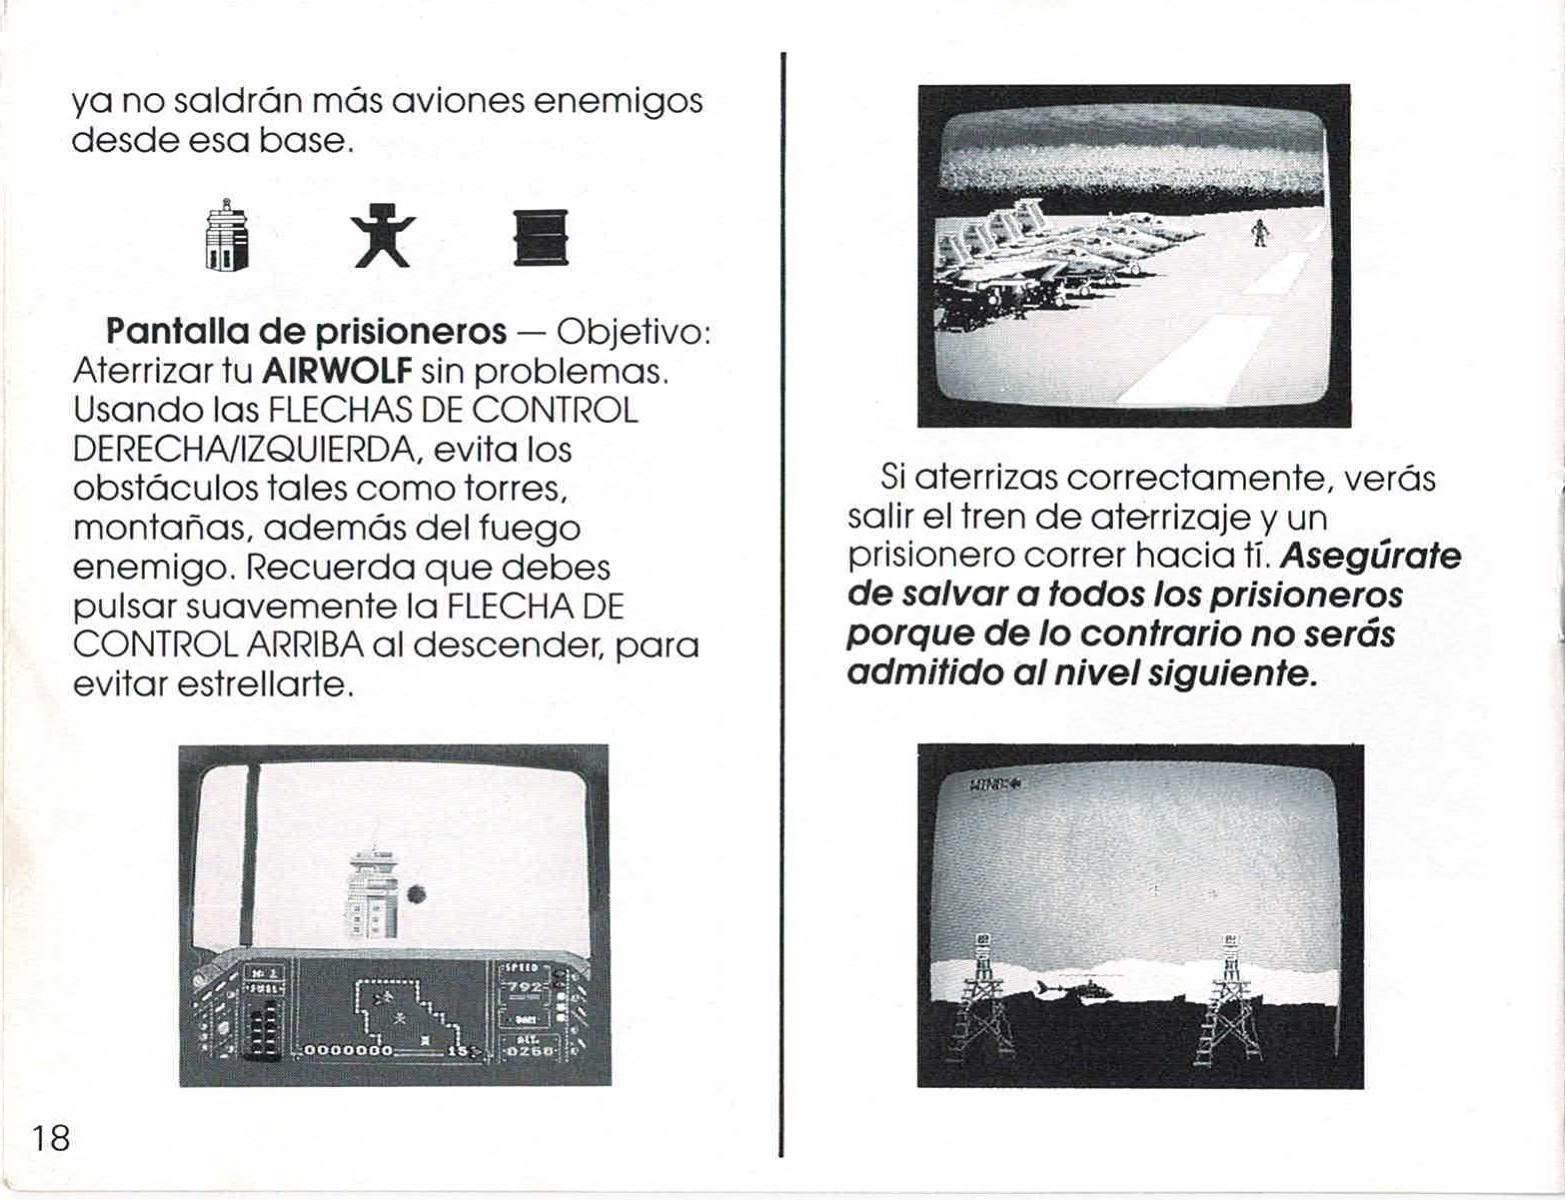 ya no saldrán más aviones enemigos
desde esa base.
Pantalla de prisioneros — Objetivo:
Aterrizar tu AIRWOLF sin problemas.
Usando las FLECHAS DE CONTROL
DERECHA/IZQUIERDA, evita los
obstáculos tales como torres,
montañas, además del fuego
enemigo. Recuerda que debes
pulsar suavemente la FLECHA DE
CONTROL ARRIBA al descender, para
evitar estrellarte.
SPEED
792
FUEL
ALT.
0260
0000000
15
18
Si aterrizas correctamente, verás
salir el tren de aterrizaje y un
prisionero correr hacia tí. Asegúrate
de salvar a todos los prisioneros
porque de lo contrario no serás
admitido al nivel siguiente.
WIND: